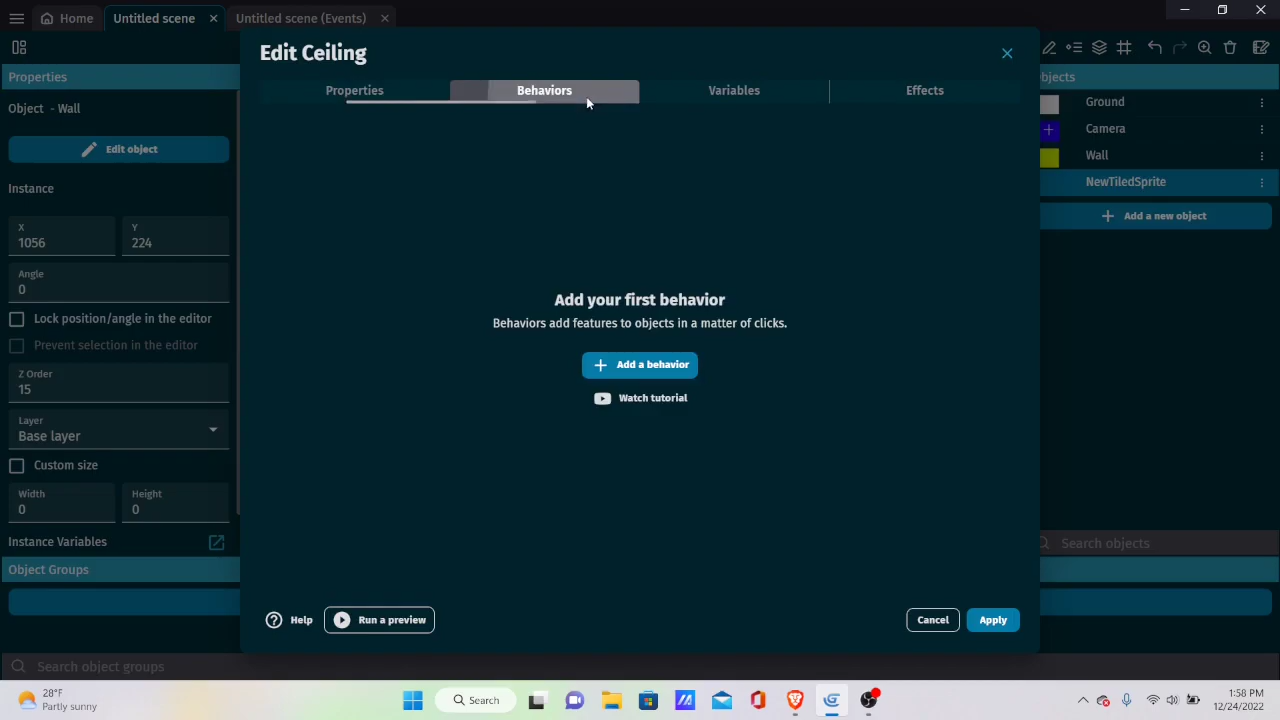 Home
Untitled scene
Untitled scene (Events)
Properties
Edit Ceiling
Objects
Object - Wall
Properties
Behaviors
Variables
Effects
Ground
Edit object
Camera
Instance
Wall
NewTiledSprite
X
1056
Y
224
Add a new object
Angle
0
Lock position/angle in the editor
Add your first behavior
Behaviors add features to objects in a matter of clicks.
Prevent selection in the editor
Add a behavior
Z Order
15
Watch tutorial
Layer
Base layer
Custom size
Width
0
Height
0
Instance Variables
Search objects
Object Groups
Help
Run a preview
Cancel
Apply
Search object groups
28°F
Partly sunny
Search
1:58 PM
12/24/2022